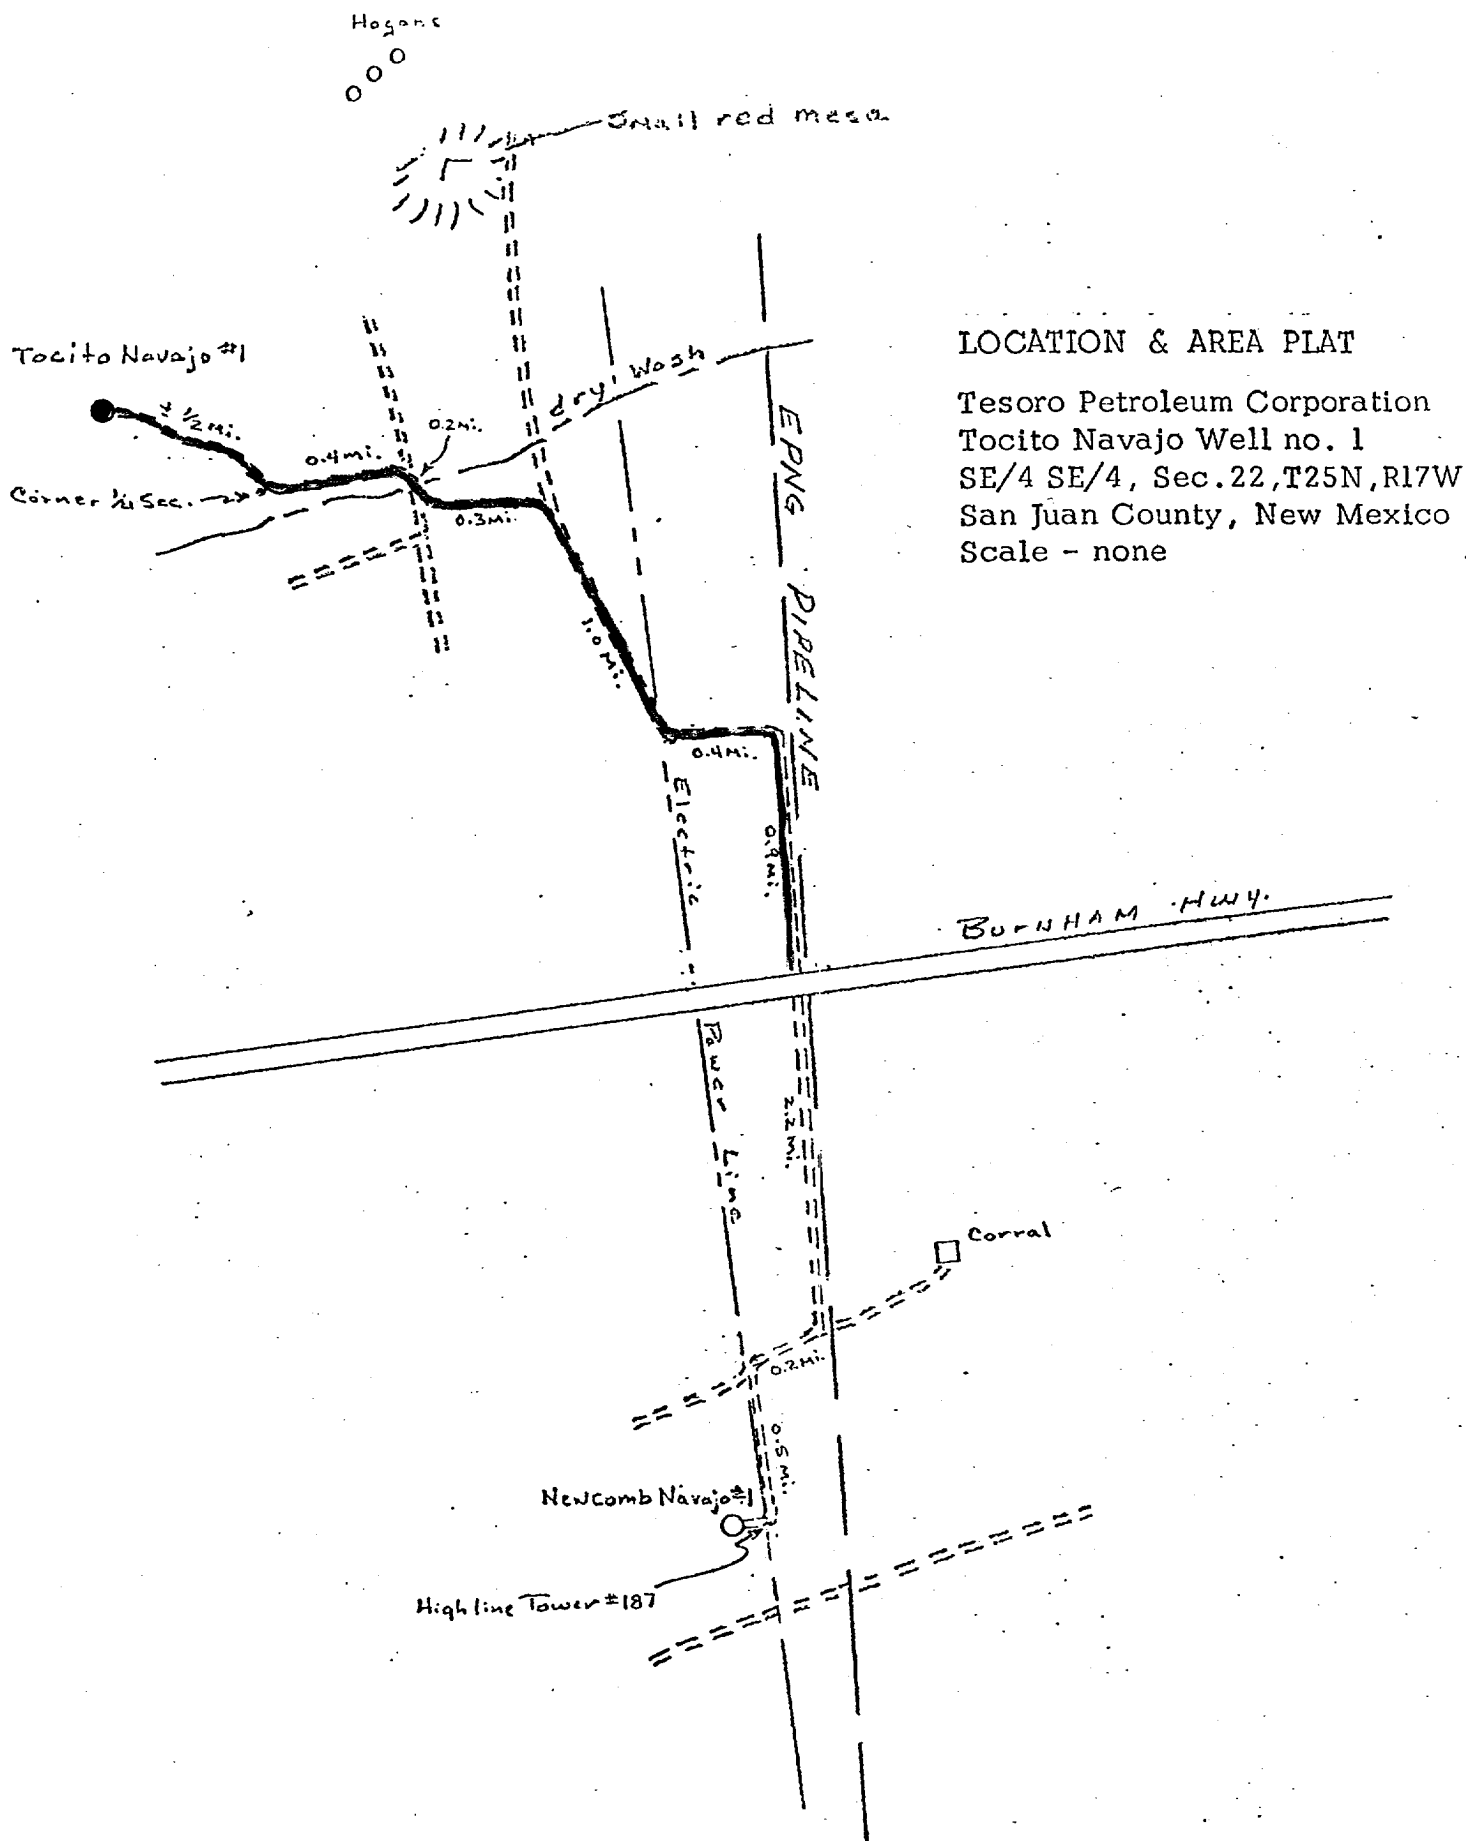 Hogans
Small red mesa
Tocito Navajo #1
± 1/2 Mi.
0.4 mi.
0.2 Mi.
Corner 1/4 Sec.
0.3 Mi.
dry Wash
EPNG PIPELINE
LOCATION & AREA PLAT
Tesoro Petroleum Corporation
Tocito Navajo Well no. 1
SE/4 SE/4, Sec.22,T25N,R17W
San Juan County, New Mexico
Scale - none
1.0 Mi.
0.4 Mi.
0.9 Mi.
Electric Power Line
BURNHAM HWY.
2.2 Mi.
Corral
0.2 Mi.
0.5 Mi.
Newcomb Navajo #1
Highline Tower #187